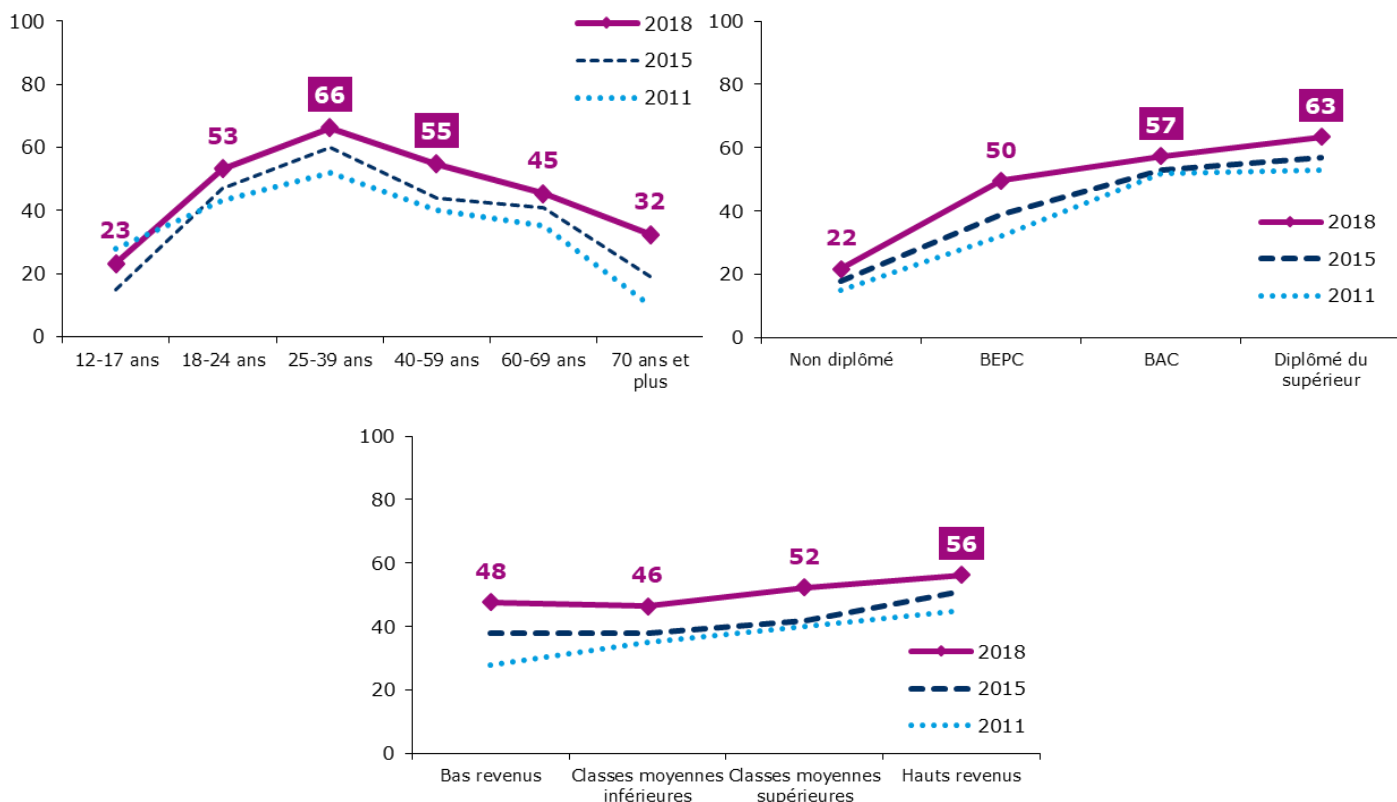 100
80
60
40
20
0
23
53
66
55
45
32
2018
2015
2011
12-17 ans
18-24 ans
25-39 ans
40-59 ans
60-69 ans
70 ans et
plus
100
80
60
40
20
0
22
50
57
63
2018
2015
2011
Non diplômé
BEPC
BAC
Diplômé du
supérieur
100
80
60
40
20
0
48
46
52
56
2018
2015
2011
Bas revenus
Classes moyennes
inférieures
Classes moyennes
supérieures
Hauts revenus